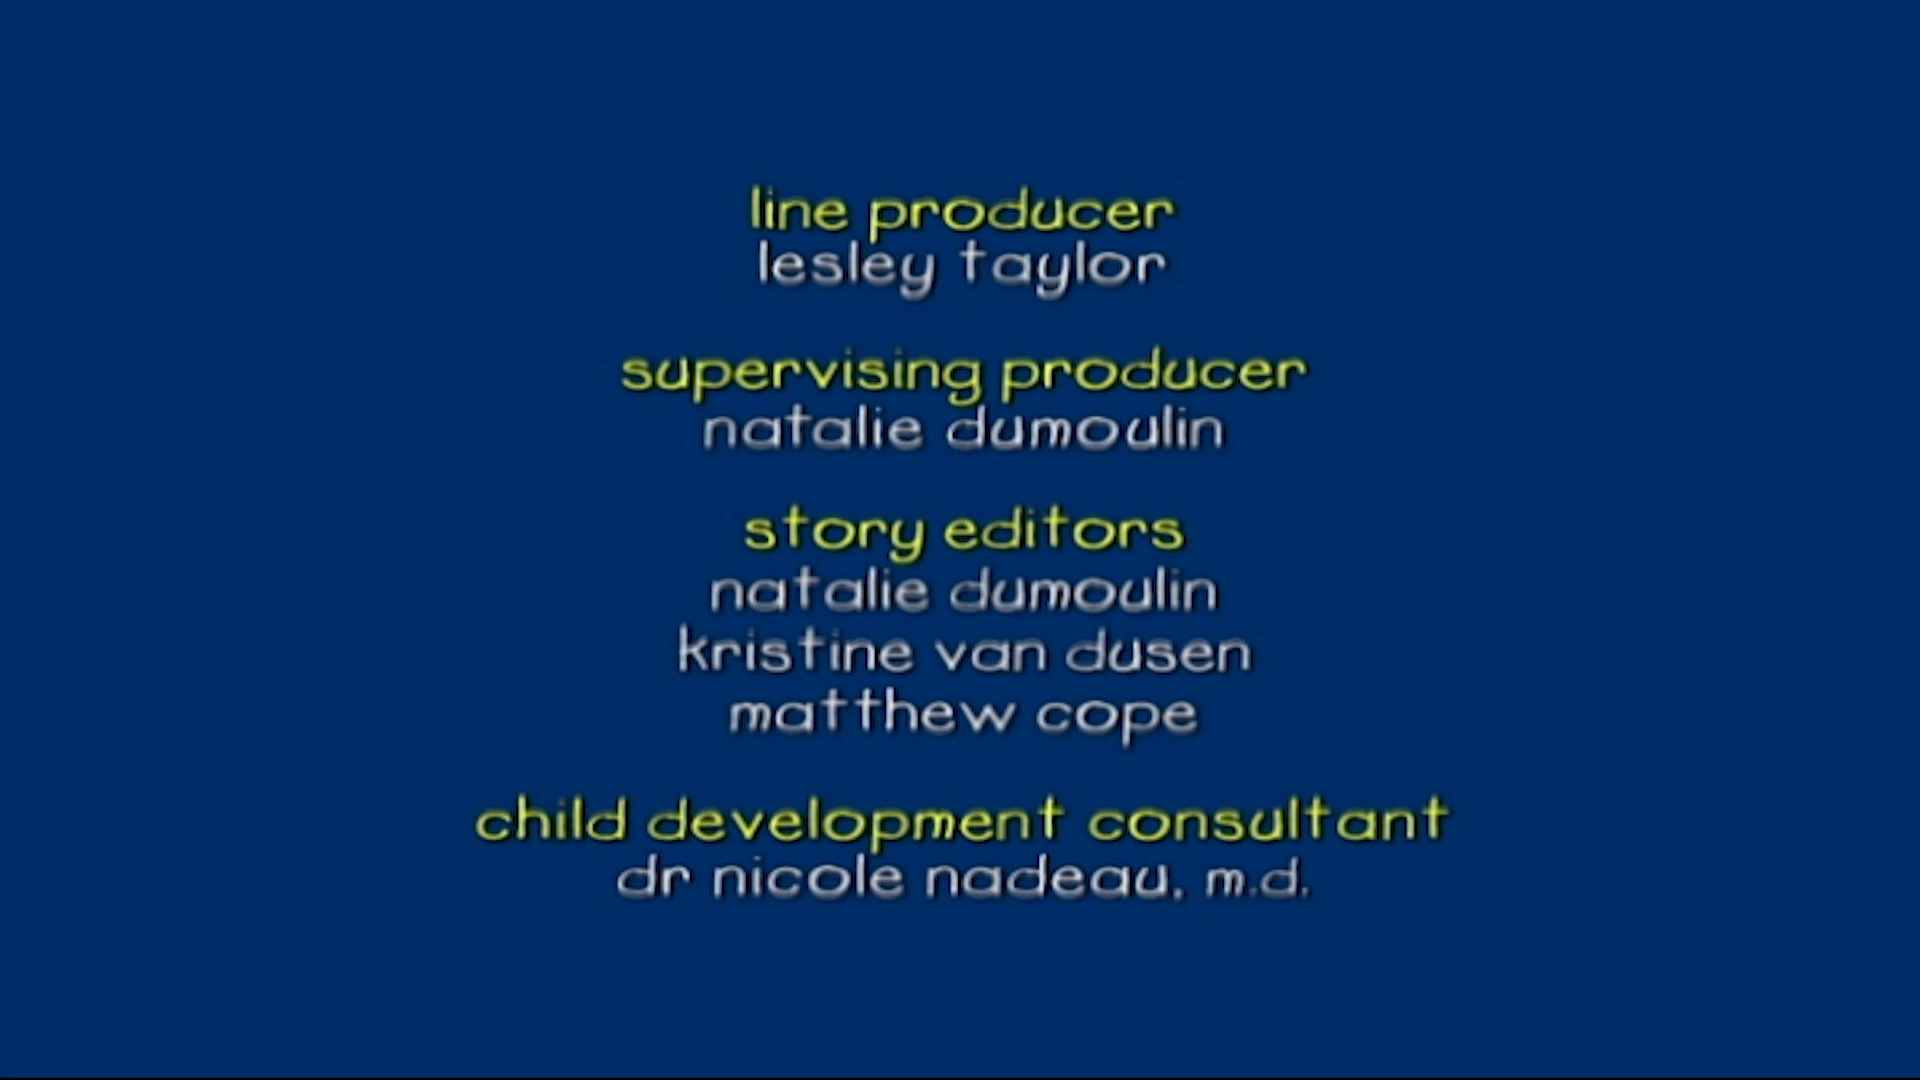 line producer
lesley taylor
supervising producer
natalie dumoulin
story editors
natalie dumoulin
kristine van dusen
matthew cope
child development consultant
dr nicole nadeau, m.d.